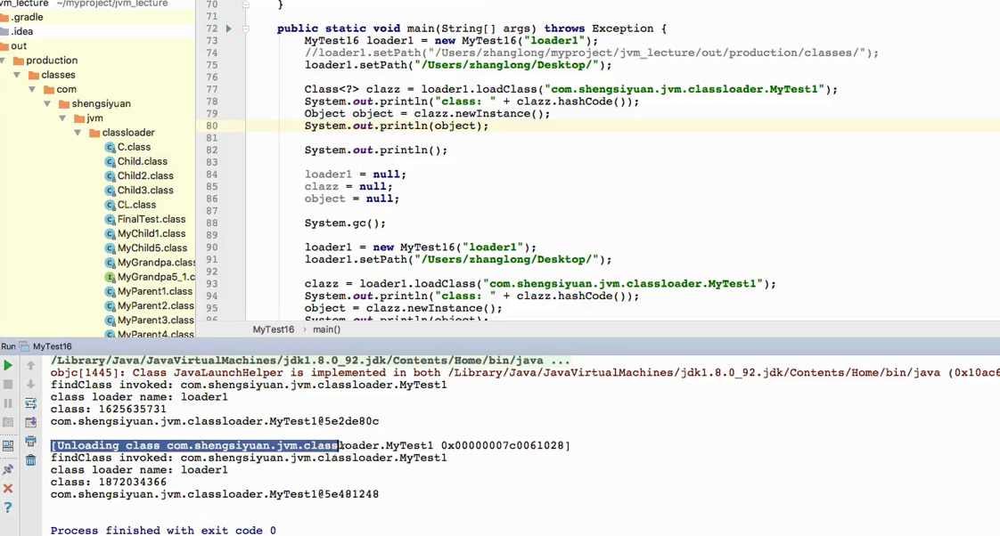 vm_lecture ~/myproject/jvm_lecture
.gradle
.idea
out
production
classes
com
shengsiyuan
jvm
classloader
C.class
Child.class
Child2.class
Child3.class
CL.class
FinalTest.class
MyChild1.class
MyChild5.class
MyGrandpa.class
MyGrandpa5_1.c
MyParent1.class
MyParent2.class
MyParent3.class
MyParent4.class
70 }
71
72 public static void main(String[] args) throws Exception {
73 MyTest16 loader1 = new MyTest16("loader1");
74 //loader1.setPath("/Users/zhanglong/myproject/jvm_lecture/out/production/classes/");
75 loader1.setPath("/Users/zhanglong/Desktop/");
76
77 Class<?> clazz = loader1.loadClass("com.shengsiyuan.jvm.classloader.MyTest1");
78 System.out.println("class: " + clazz.hashCode());
79 Object object = clazz.newInstance();
80 System.out.println(object);
81
82 System.out.println();
83
84 loader1 = null;
85 clazz = null;
86 object = null;
87
88 System.gc();
89
90 loader1 = new MyTest16("loader1");
91 loader1.setPath("/Users/zhanglong/Desktop/");
92
93 clazz = loader1.loadClass("com.shengsiyuan.jvm.classloader.MyTest1");
94 System.out.println("class: " + clazz.hashCode());
95 object = clazz.newInstance();
96 System.out.println(object);
MyTest16 › main()
Run MyTest16
/Library/Java/JavaVirtualMachines/jdk1.8.0_92.jdk/Contents/Home/bin/java ...
objc[1445]: Class JavaLaunchHelper is implemented in both /Library/Java/JavaVirtualMachines/jdk1.8.0_92.jdk/Contents/Home/bin/java (0x10ac6
findClass invoked: com.shengsiyuan.jvm.classloader.MyTest1
class loader name: loader1
class: 1625635731
com.shengsiyuan.jvm.classloader.MyTest1@5e2de80c
[Unloading class com.shengsiyuan.jvm.classloader.MyTest1 0x00000007c0061028]
findClass invoked: com.shengsiyuan.jvm.classloader.MyTest1
class loader name: loader1
class: 1872034366
com.shengsiyuan.jvm.classloader.MyTest1@5e481248
Process finished with exit code 0